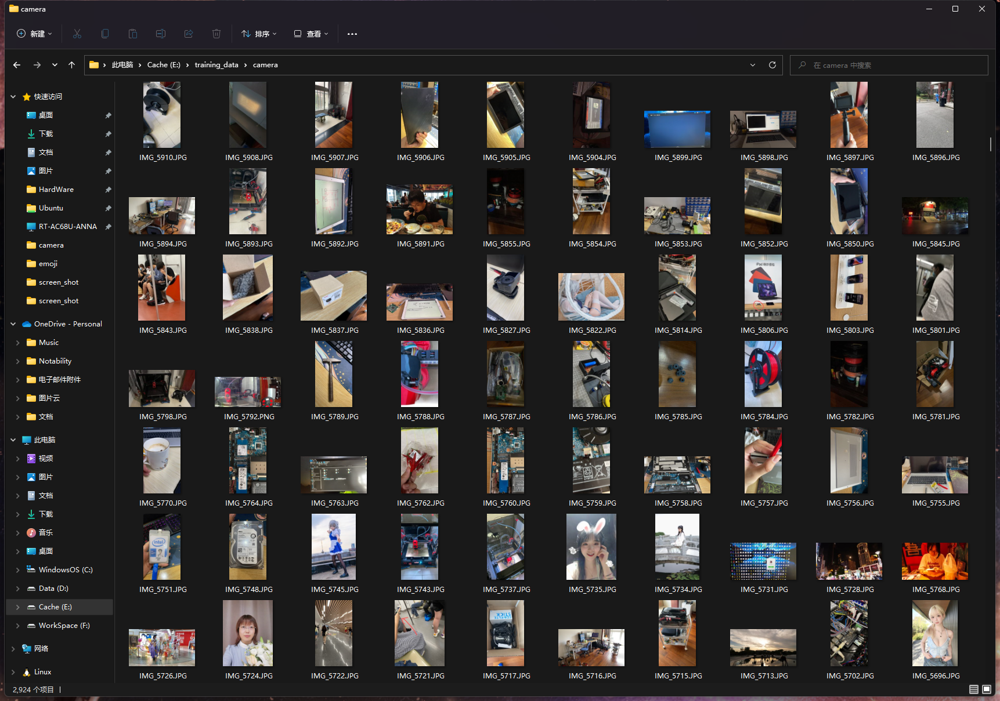 camera
新建
排序
查看
此电脑 › Cache (E:) › training_data › camera
在 camera 中搜索
快速访问
桌面
下载
文档
图片
HardWare
Ubuntu
RT-AC68U-ANNA
camera
emoji
screen_shot
screen_shot
OneDrive - Personal
Music
Notability
电子邮件附件
图片云
文档
此电脑
视频
图片
文档
下载
音乐
桌面
WindowsOS (C:)
Data (D:)
Cache (E:)
WorkSpace (F:)
网络
Linux
IMG_5910.JPG IMG_5908.JPG IMG_5907.JPG IMG_5906.JPG IMG_5905.JPG IMG_5904.JPG IMG_5899.JPG IMG_5898.JPG IMG_5897.JPG IMG_5896.JPG
IMG_5894.JPG IMG_5893.JPG IMG_5892.JPG IMG_5891.JPG IMG_5855.JPG IMG_5854.JPG IMG_5853.JPG IMG_5852.JPG IMG_5850.JPG IMG_5845.JPG
iPad
IMG_5843.JPG IMG_5838.JPG IMG_5837.JPG IMG_5836.JPG IMG_5827.JPG IMG_5822.JPG IMG_5814.JPG IMG_5806.JPG IMG_5803.JPG IMG_5801.JPG
IMG_5798.JPG IMG_5792.PNG IMG_5789.JPG IMG_5788.JPG IMG_5787.JPG IMG_5786.JPG IMG_5785.JPG IMG_5784.JPG IMG_5782.JPG IMG_5781.JPG
IMG_5770.JPG IMG_5764.JPG IMG_5763.JPG IMG_5762.JPG IMG_5760.JPG IMG_5759.JPG IMG_5758.JPG IMG_5757.JPG IMG_5756.JPG IMG_5755.JPG
intel
IMG_5751.JPG IMG_5748.JPG IMG_5745.JPG IMG_5743.JPG IMG_5737.JPG IMG_5735.JPG IMG_5734.JPG IMG_5731.JPG IMG_5728.JPG IMG_5768.JPG
STICK
IMG_5726.JPG IMG_5724.JPG IMG_5722.JPG IMG_5721.JPG IMG_5717.JPG IMG_5716.JPG IMG_5715.JPG IMG_5713.JPG IMG_5702.JPG IMG_5696.JPG
2,924 个项目